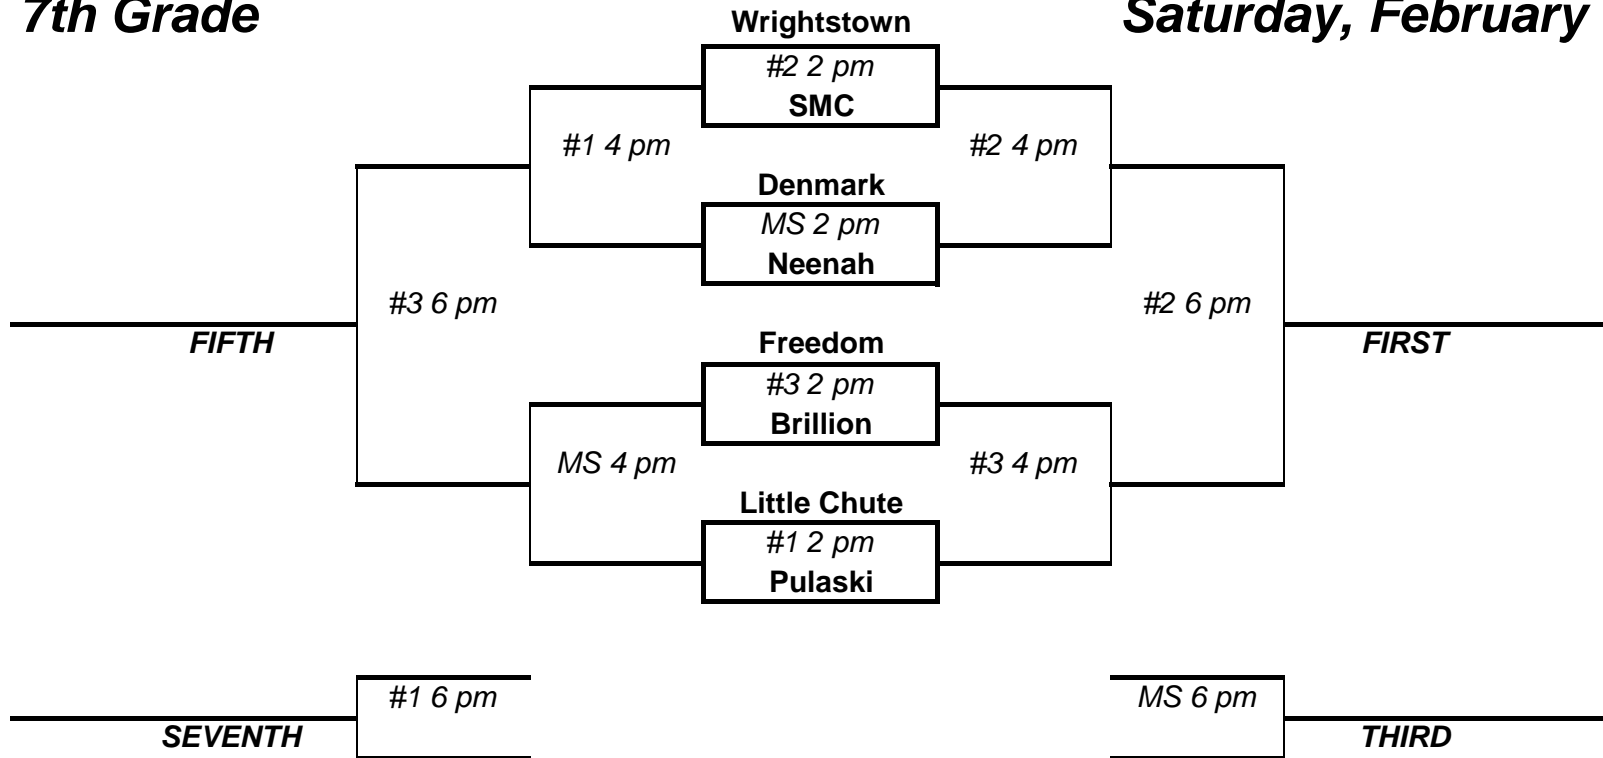 7th Grade
Saturday, February
Wrightstown
#2 2 pm
SMC
#1 4 pm
#2 4 pm
Denmark
MS 2 pm
Neenah
#3 6 pm
#2 6 pm
FIFTH
FIRST
Freedom
#3 2 pm
Brillion
MS 4 pm
#3 4 pm
Little Chute
#1 2 pm
Pulaski
#1 6 pm
MS 6 pm
SEVENTH
THIRD